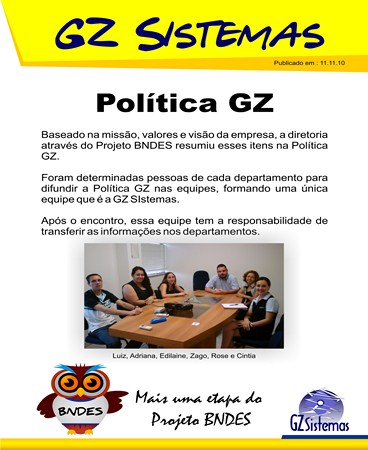 GZ SISTEMAS
Publicado em : 11.11.10
Política GZ
Baseado na missão, valores e visão da empresa, a diretoria
através do Projeto BNDES resumiu esses itens na Política
GZ.
Foram determinadas pessoas de cada departamento para
difundir a Política GZ nas equipes, formando uma única
equipe que é a GZ SIstemas.
Após o encontro, essa equipe tem a responsabilidade de
transferir as informações nos departamentos.
Luiz, Adriana, Edilaine, Zago, Rose e Cintia
BNDES
Mais uma etapa do
Projeto BNDES
GZSistemas